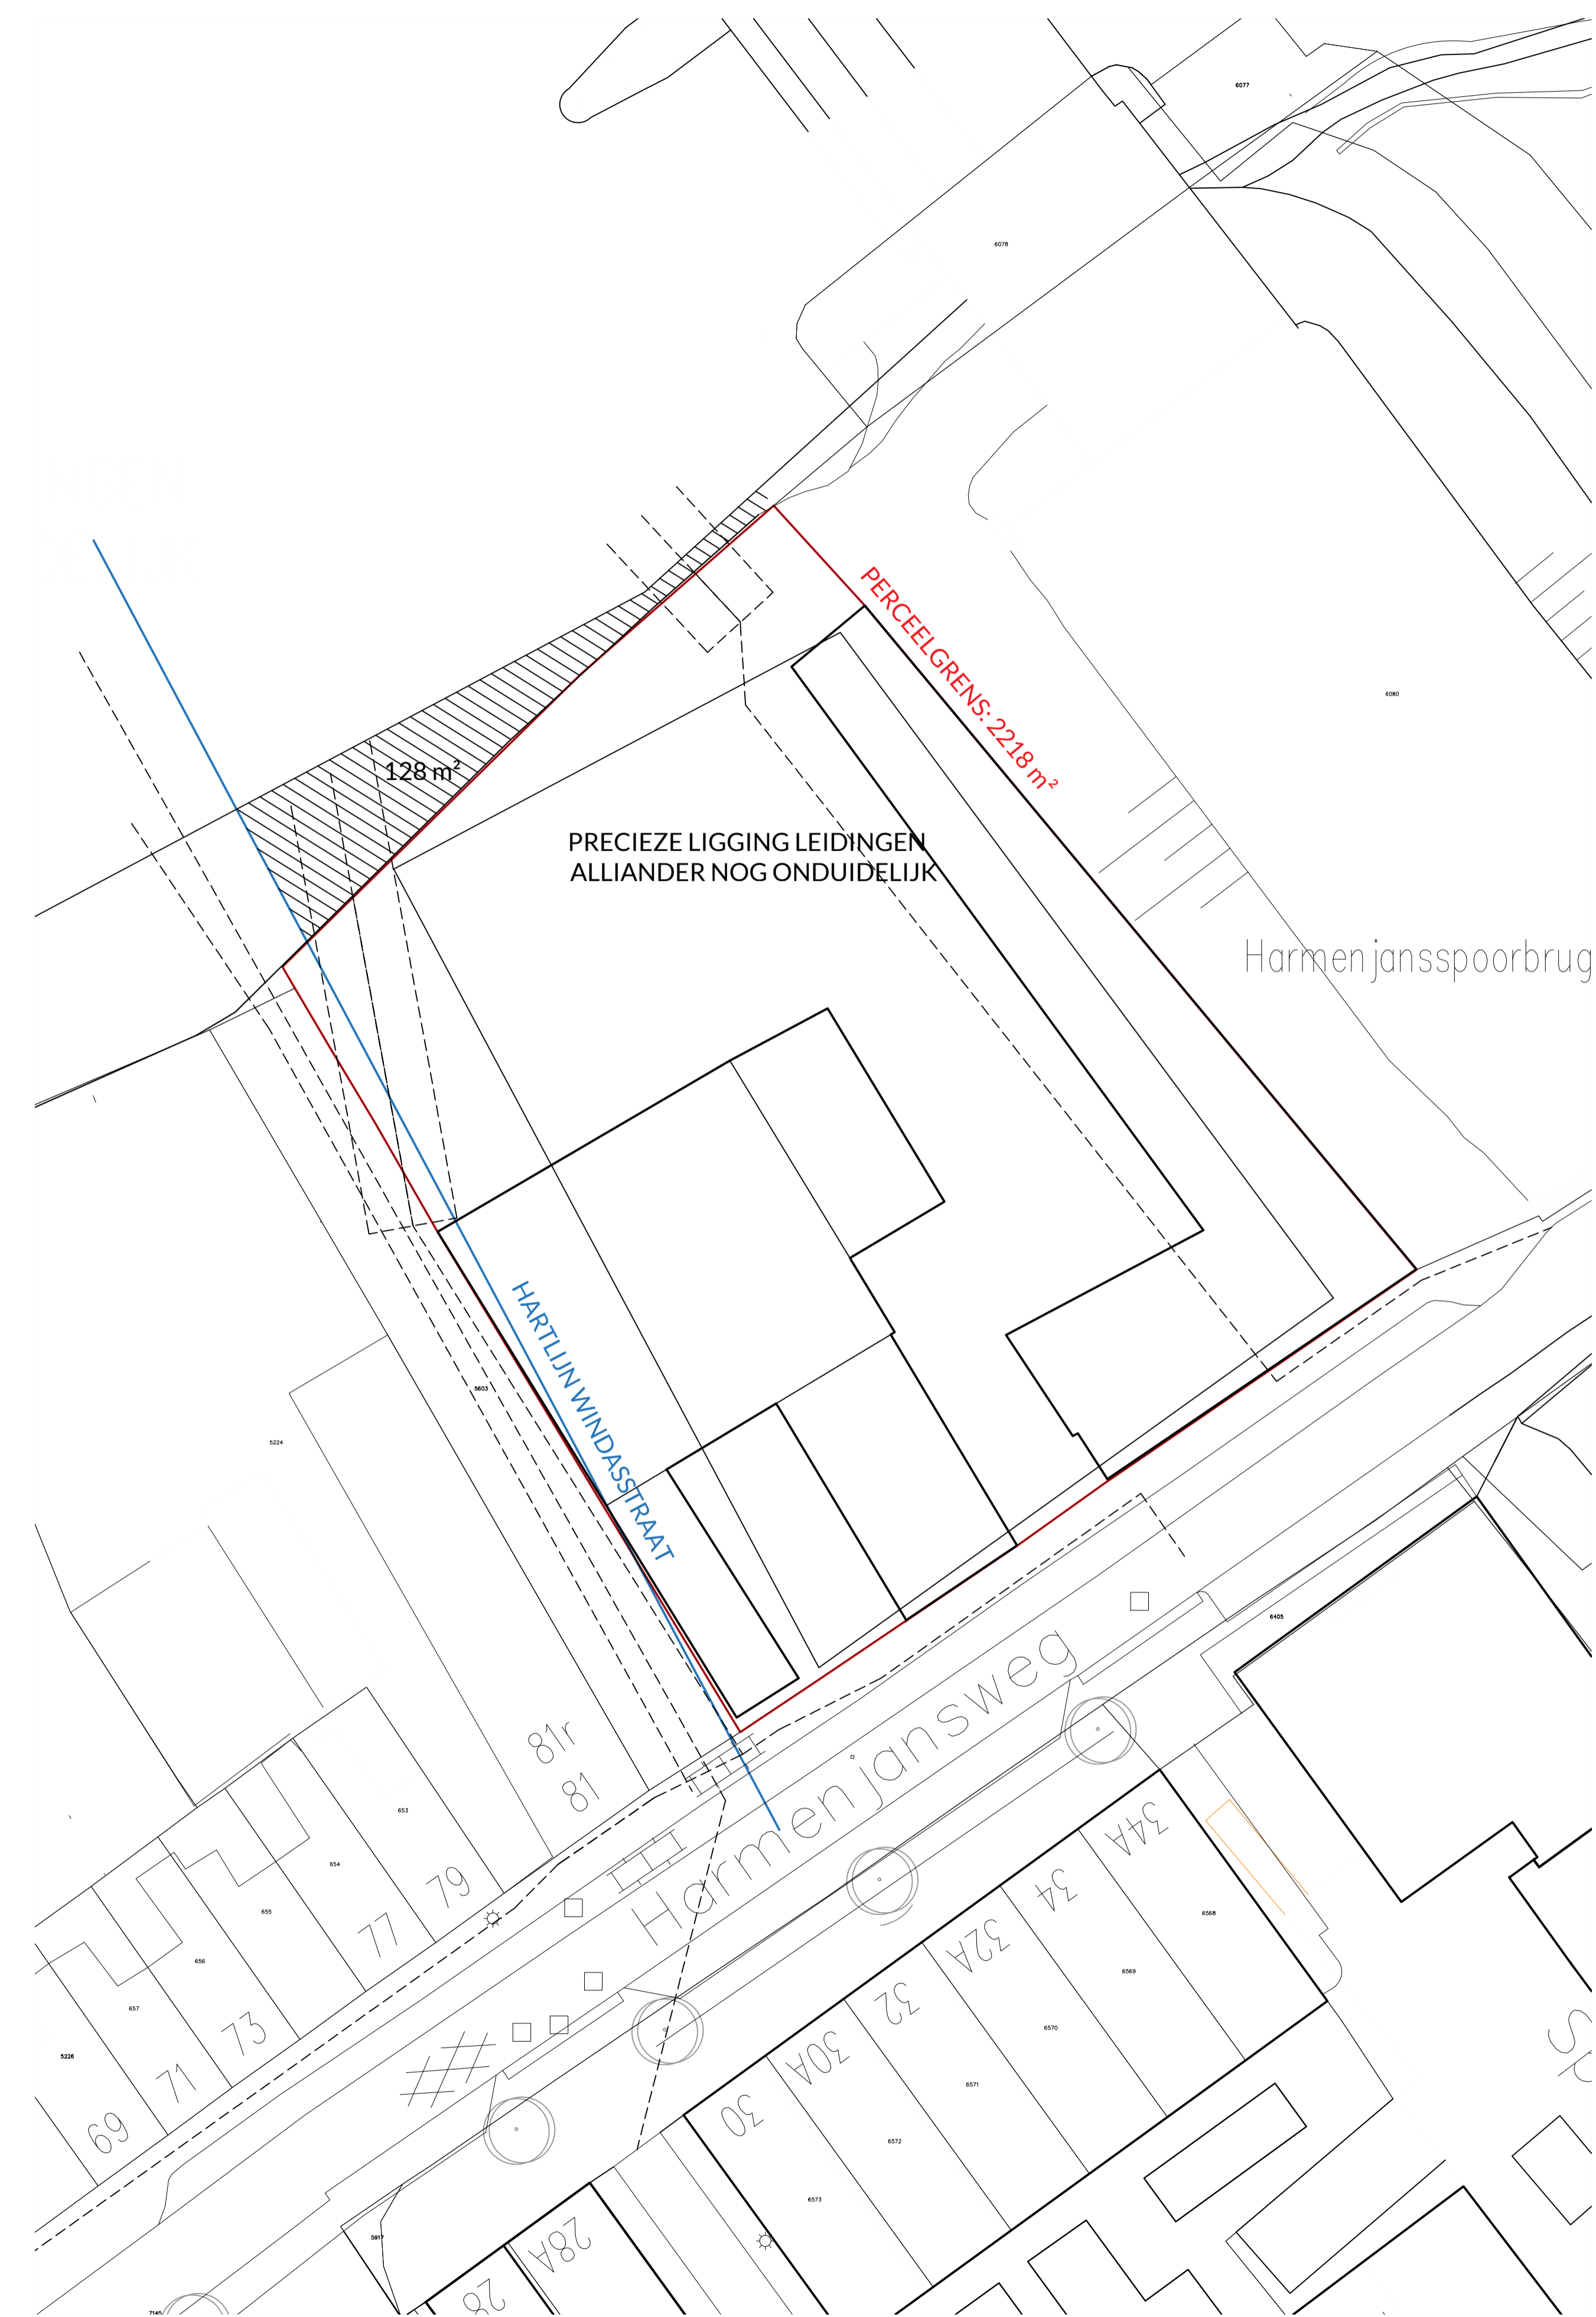 6077
6078
PERCEELGRENS: 2218 m²
6080
128 m²
PRECIEZE LIGGING LEIDINGEN
ALLIANDER NOG ONDUIDELIJK
Harmenjansspoorbrug
HARTLIJN WINDASSTRAAT
5603
5224
6405
Harmenjansweg
81r
81
653
79
654
77
655
656
73
657
71
5226
69
34A
6568
34
6569
32A
6570
32
6571
30A
6572
30
6573
28A
28
5917
7145